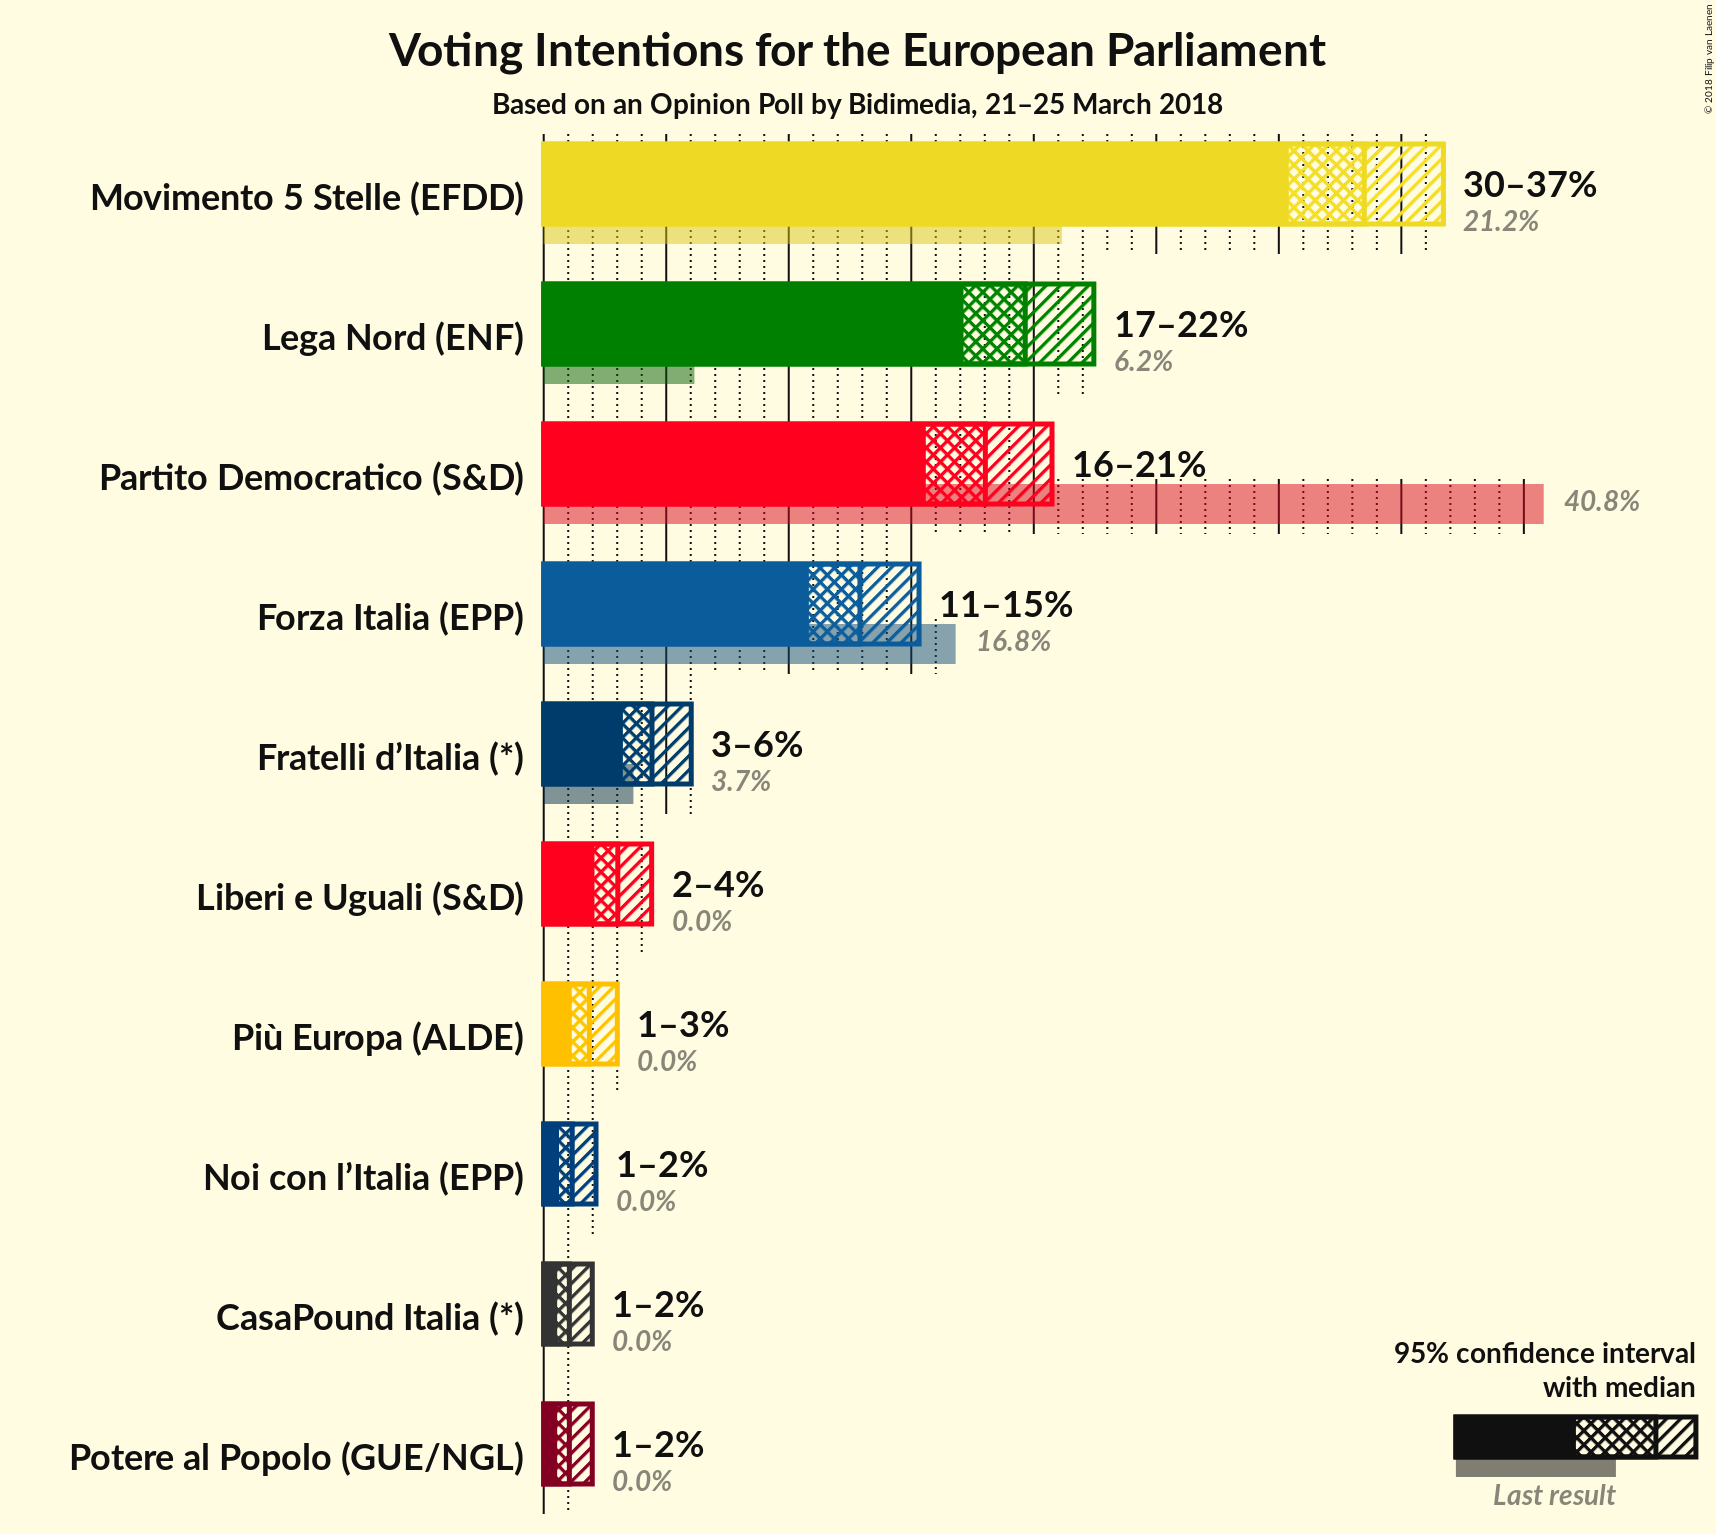 Voting Intentions for the European Parliament
Based on an Opinion Poll by Bidimedia, 21–25 March 2018
© 2018 Filip van Laenen
Movimento 5 Stelle (EFDD)
30–37%
21.2%
Lega Nord (ENF)
17–22%
6.2%
Partito Democratico (S&D)
16–21%
40.8%
Forza Italia (EPP)
11–15%
16.8%
Fratelli d’Italia (*)
3–6%
3.7%
Liberi e Uguali (S&D)
2–4%
0.0%
Più Europa (ALDE)
1–3%
0.0%
Noi con l’Italia (EPP)
1–2%
0.0%
CasaPound Italia (*)
1–2%
0.0%
Potere al Popolo (GUE/NGL)
1–2%
0.0%
95% confidence interval
with median
Last result